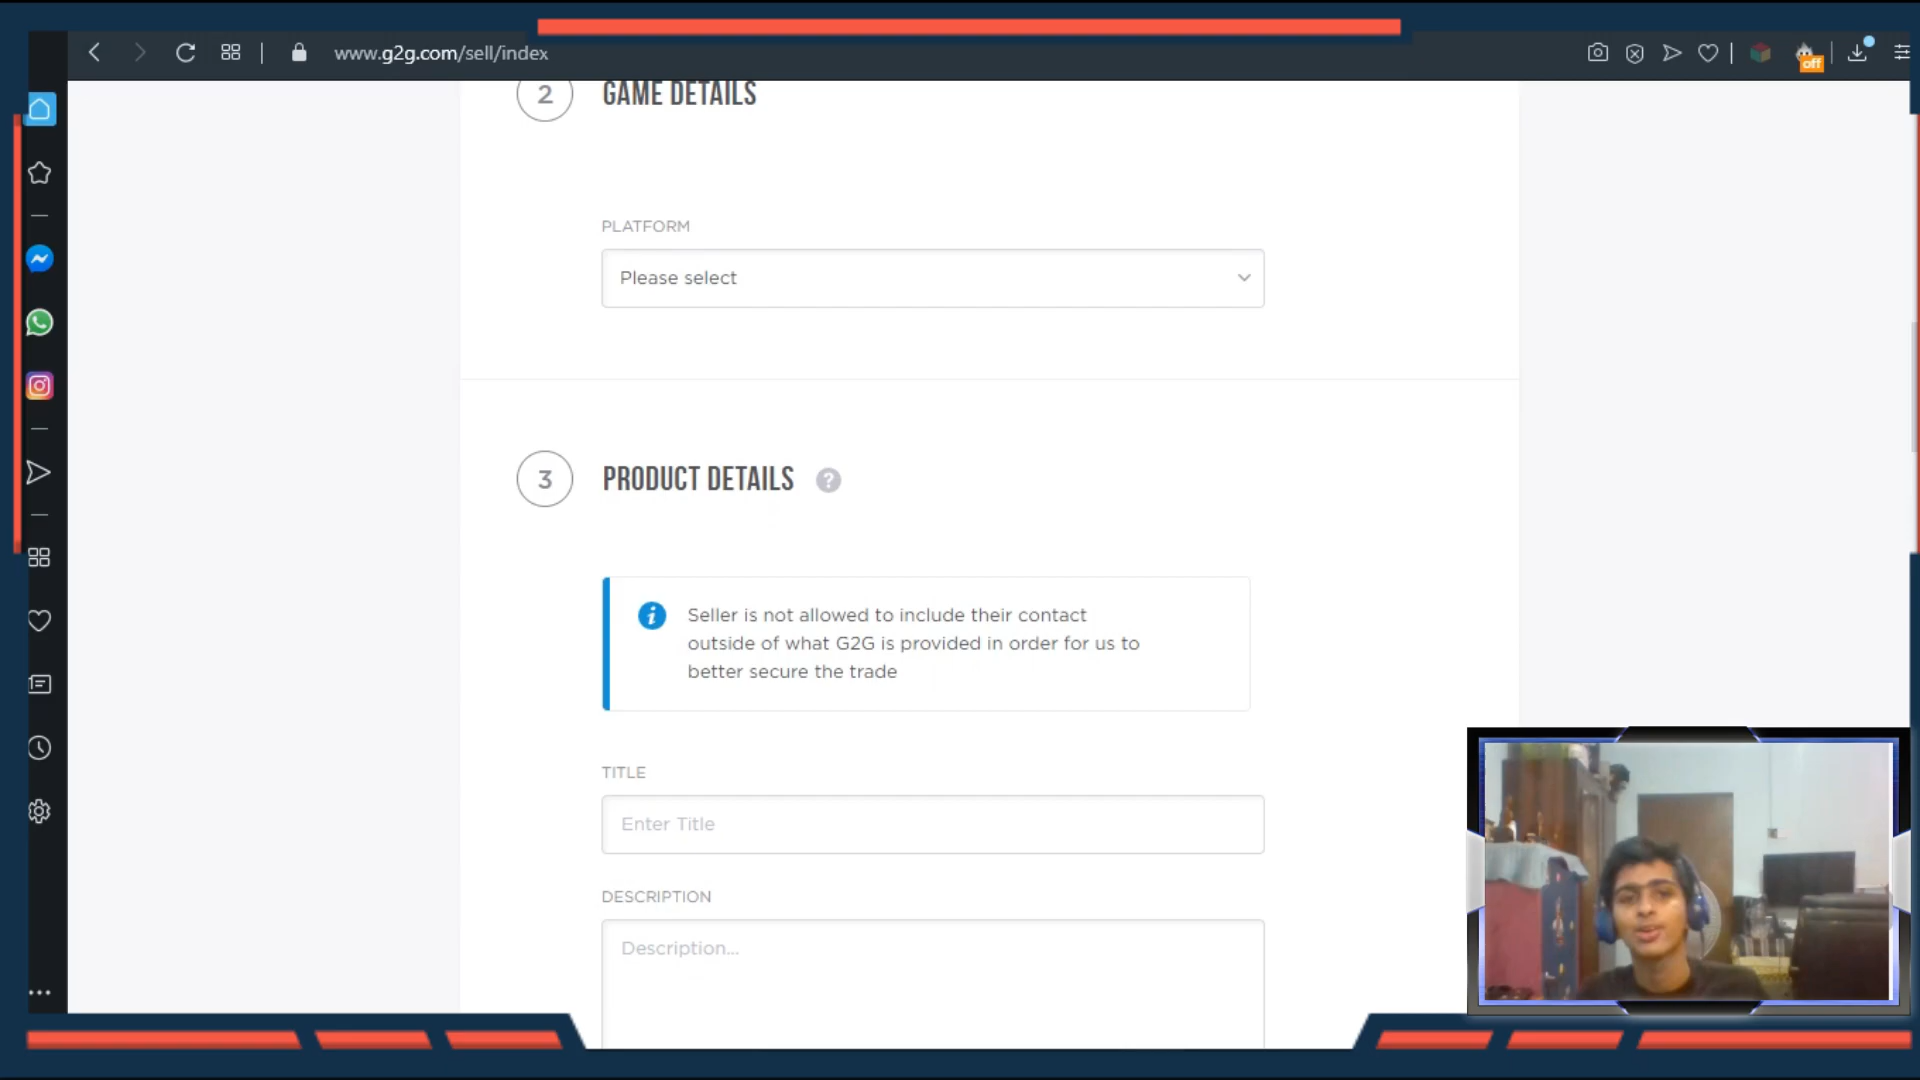 www.g2g.com/sell/index
off
2
GAME DETAILS
PLATFORM
Please select
3
PRODUCT DETAILS
?
i
Seller is not allowed to include their contact
outside of what G2G is provided in order for us to
better secure the trade
TITLE
Enter Title
DESCRIPTION
Description...